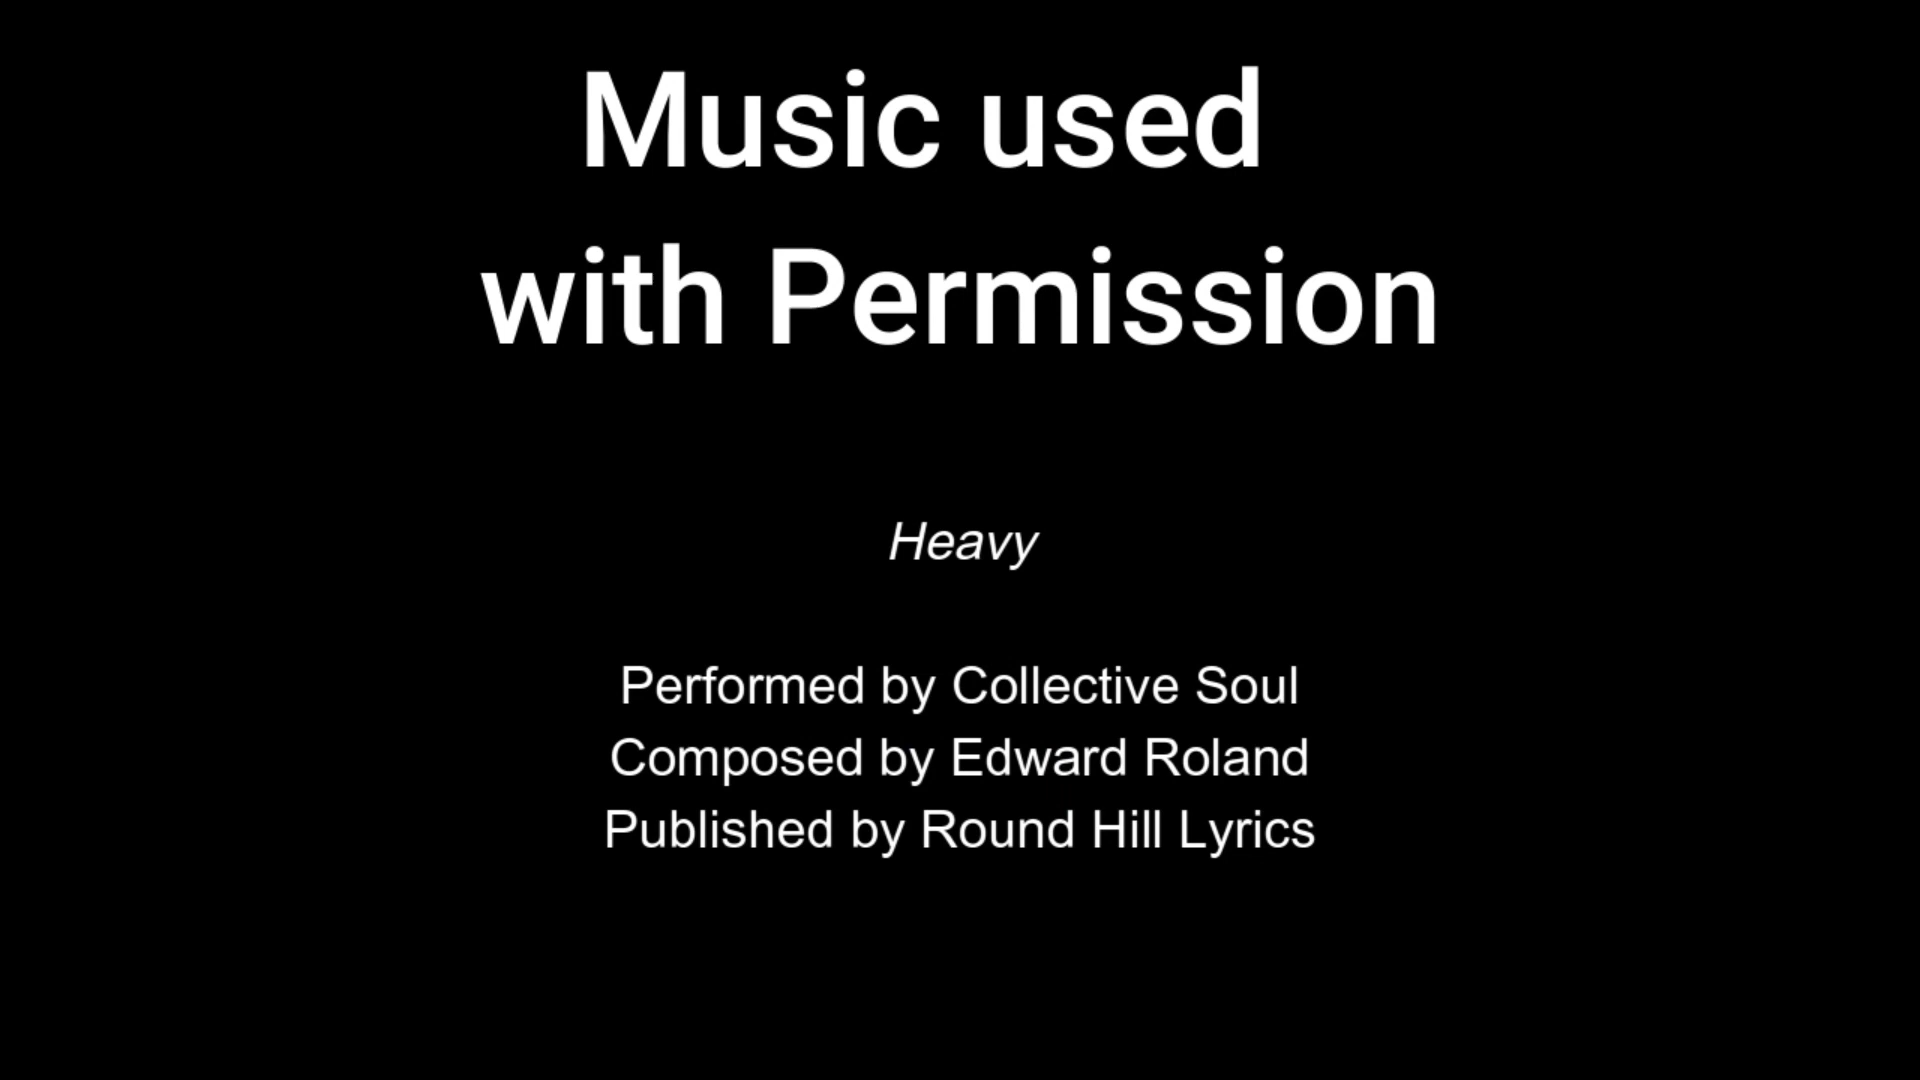 Music used
with Permission
Heavy
Performed by Collective Soul
Composed by Edward Roland
Published by Round Hill Lyrics